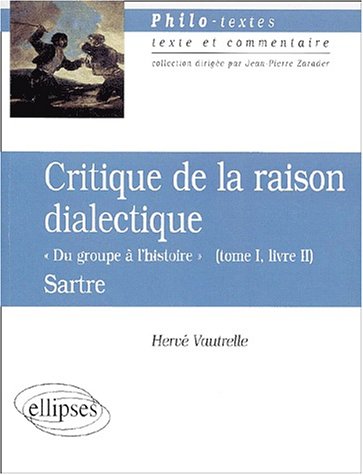 Philo-textes
texte et commentaire
collection dirigée par Jean-Pierre Zarader
Critique de la raison
dialectique
« Du groupe à l'histoire » (tome I, livre II)
Sartre
Hervé Vautrelle
ellipses